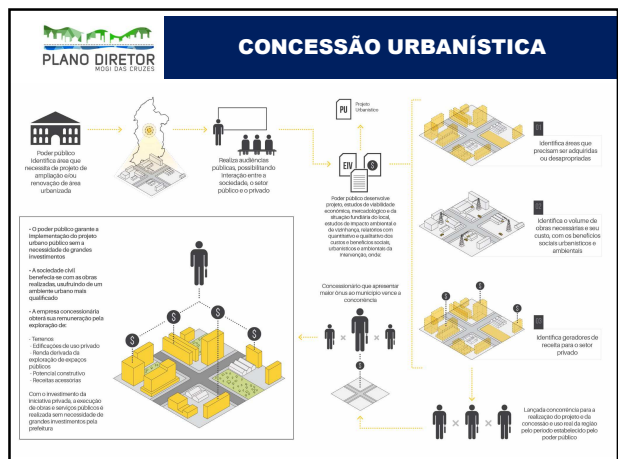 PLANO DIRETOR
MOGI DAS CRUZES
CONCESSÃO URBANÍSTICA
Poder público
Identifica área que
necessita de projeto de
ampliação e/ou
renovação de área
urbanizada
Realiza audiências
públicas, possibilitando
interação entre a
sociedade, o setor
público e o privado
PU
Projeto
Urbanístico
EIV
$
Poder público desenvolve
projeto, estudos de viabilidade
econômica, mercadológico e da
situação fundiária do local,
estudos de impacto ambiental e
de vizinhança, relatórios com
quantitativo e qualitativo dos
custos e benefícios sociais,
urbanísticos e ambientais da
intervenção, onde:
01
Identifica áreas que
precisam ser adquiridas
ou desapropriadas
02
Identifica o volume de
obras necessárias e seu
custo, com os benefícios
sociais urbanísticos e
ambientais
03
Identifica geradores de
receita para o setor
privado
$
$
$
Lançada concorrência para a
realização do projeto e da
concessão e uso real da região
pelo período estabelecido pelo
poder público
Concessionário que apresentar
maior ônus ao município vence a
concorrência
$
- O poder público garante a
implementação do projeto
urbano público sem a
necessidade de grandes
investimentos
- A sociedade civil
beneficia-se com as obras
realizadas, usufruindo de um
ambiente urbano mais
qualificado
- A empresa concessionária
obterá sua remuneração pela
exploração de:
- Terrenos
- Edificações de uso privado
- Renda derivada da
exploração de espaços
públicos
- Potencial construtivo
- Receitas acessórias
Com o investimento da
iniciativa privada, a execução
de obras e serviços públicos é
realizada sem necessidade de
grandes investimentos pela
prefeitura
$
$
$
$